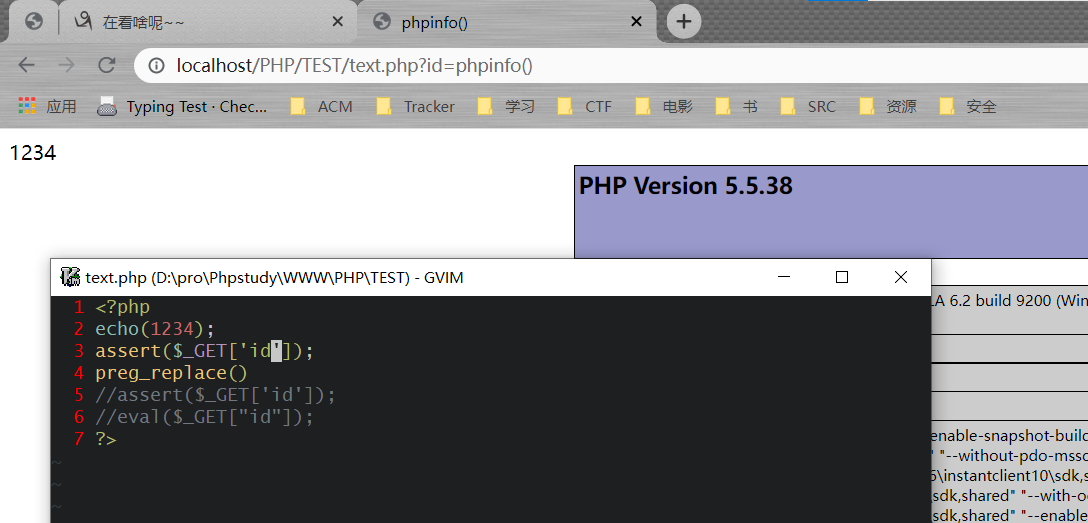 在看啥呢~~
phpinfo()
localhost/PHP/TEST/text.php?id=phpinfo()
应用 Typing Test · Chec... ACM Tracker 学习 CTF 电影 书 SRC 资源 安全
1234
PHP Version 5.5.38
text.php (D:\pro\Phpstudy\WWW\PHP\TEST) - GVIM
1 <?php
2 echo(1234);
3 assert($_GET['id']);
4 preg_replace()
5 //assert($_GET['id']);
6 //eval($_GET["id"]);
7 ?>
~
~
~
LA 6.2 build 9200 (Win
enable-snapshot-build
" "--without-pdo-mssq
6\instantclient10\sdk,s
sdk,shared" "--with-o
sdk,shared" "--enable